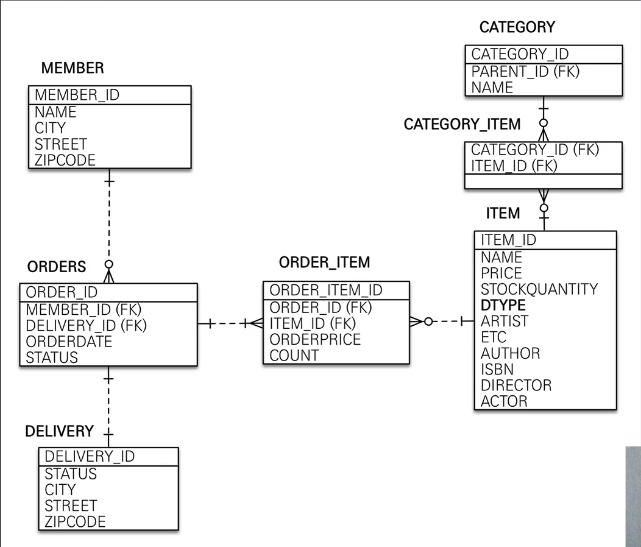 CATEGORY
CATEGORY_ID
PARENT_ID (FK)
NAME
MEMBER
MEMBER_ID
NAME
CITY
STREET
ZIPCODE
CATEGORY_ITEM
CATEGORY_ID (FK)
ITEM_ID (FK)
ITEM
ITEM_ID
NAME
PRICE
STOCKQUANTITY
DTYPE
ARTIST
ETC
AUTHOR
ISBN
DIRECTOR
ACTOR
ORDERS
ORDER_ID
MEMBER_ID (FK)
DELIVERY_ID (FK)
ORDERDATE
STATUS
ORDER_ITEM
ORDER_ITEM_ID
ORDER_ID (FK)
ITEM_ID (FK)
ORDERPRICE
COUNT
DELIVERY
DELIVERY_ID
STATUS
CITY
STREET
ZIPCODE